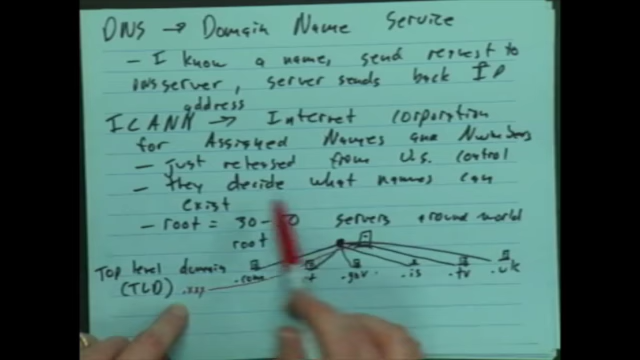 DNS → Domain Name Service
- I know a name, send request to
DNS server, server sends back IP
address
ICANN → Internet Corporation
for Assigned Names and Numbers
- just released from U.S. control
- they decide what names can
exist
- root = 30- servers around world
root
Top level domain .com .gov .is .tv .uk
(TLD) .xxx